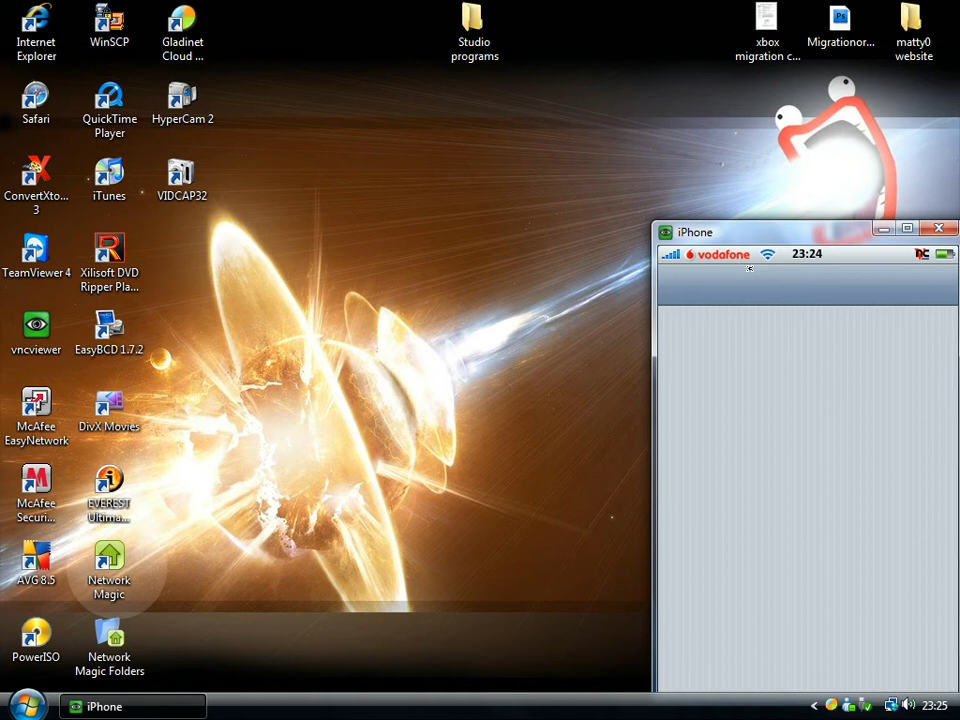 Internet
Explorer
WinSCP
Gladinet
Cloud ...
Studio
programs
xbox
migration c...
Migrationor...
matty0
website
Safari
QuickTime
Player
HyperCam 2
ConvertXto...
3
iTunes
VIDCAP32
TeamViewer 4
Xilisoft DVD
Ripper Pla...
vncviewer
EasyBCD 1.7.2
McAfee
EasyNetwork
DivX Movies
McAfee
Securi...
EVEREST
Ultima...
AVG 8.5
Network
Magic
PowerISO
Network
Magic Folders
iPhone
vodafone
23:24
iPhone
23:25